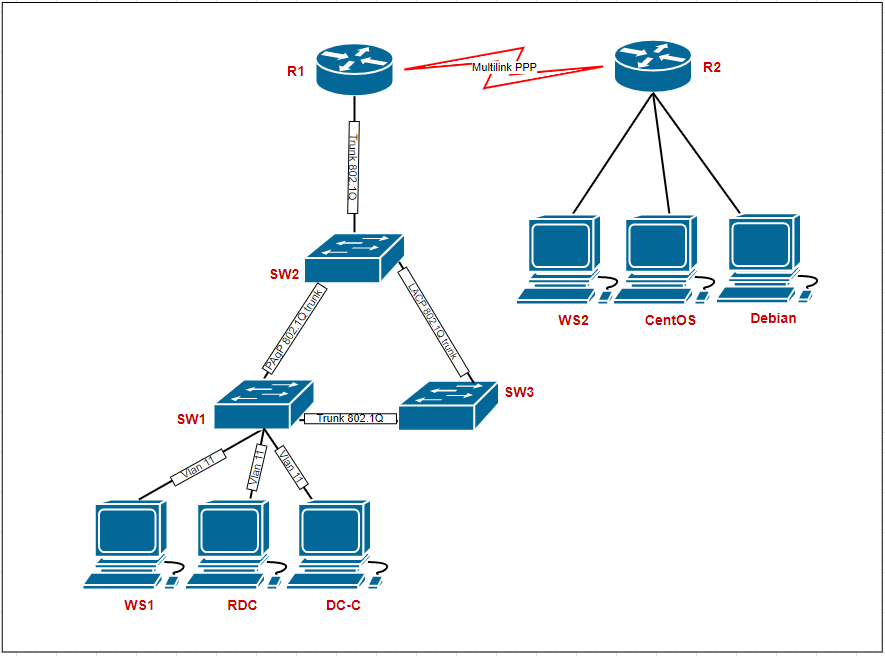 R1
Multilink PPP
R2
Trunk 802.1Q
SW2
PAgP 802.1Q trunk
LACP 802.1Q trunk
WS2
CentOS
Debian
SW1
Trunk 802.1Q
SW3
Vlan 11
Vlan 11
Vlan 11
WS1
RDC
DC-C